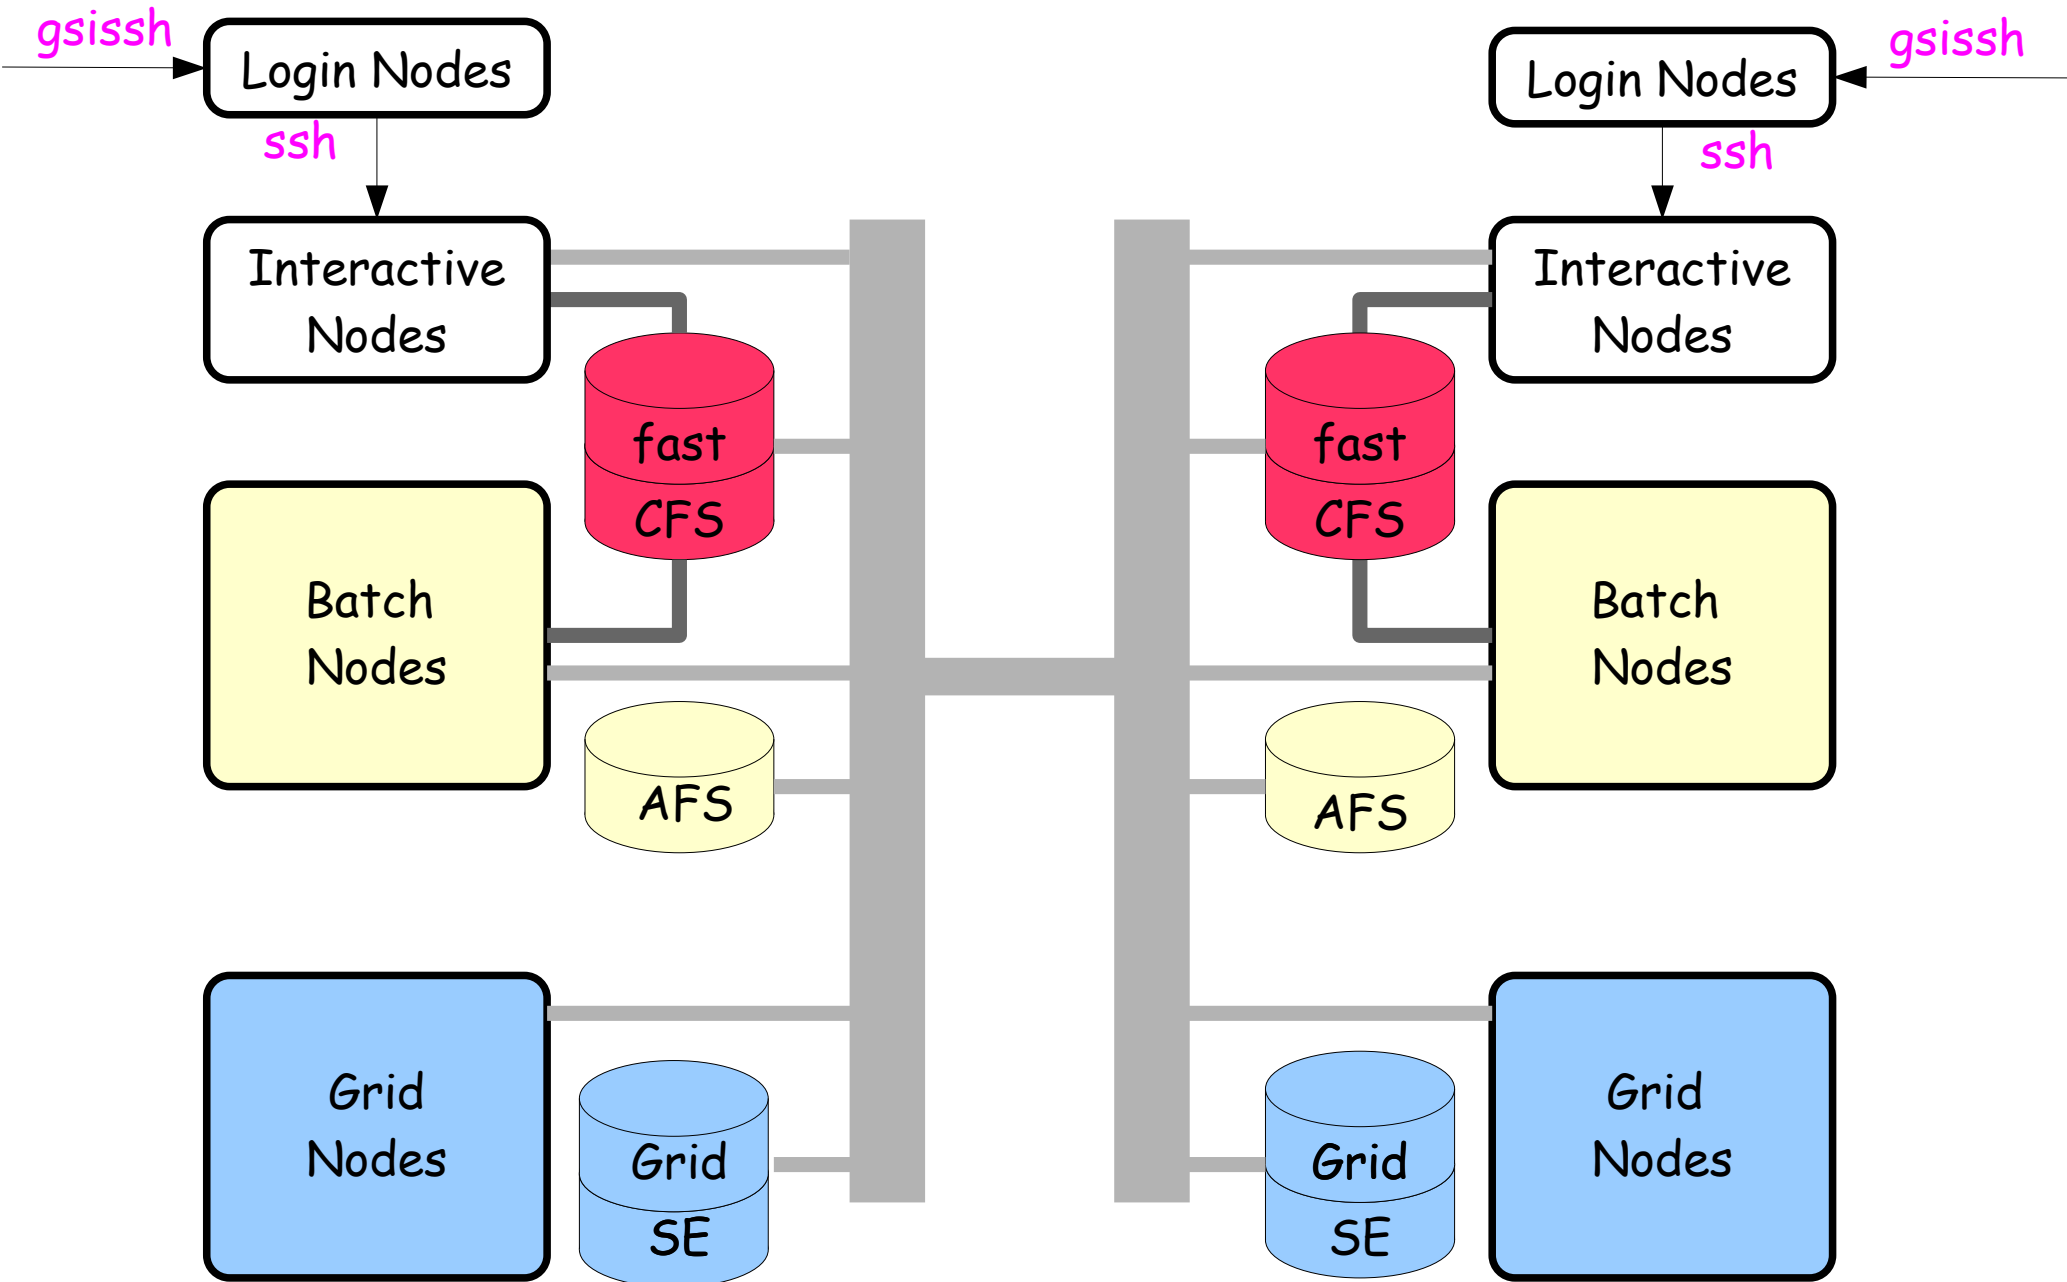 gsissh
Login Nodes
ssh
Interactive
Nodes
fast
CFS
Batch
Nodes
AFS
Grid
Nodes
Grid
SE
gsissh
Login Nodes
ssh
Interactive
Nodes
fast
CFS
Batch
Nodes
AFS
Grid
Nodes
Grid
SE